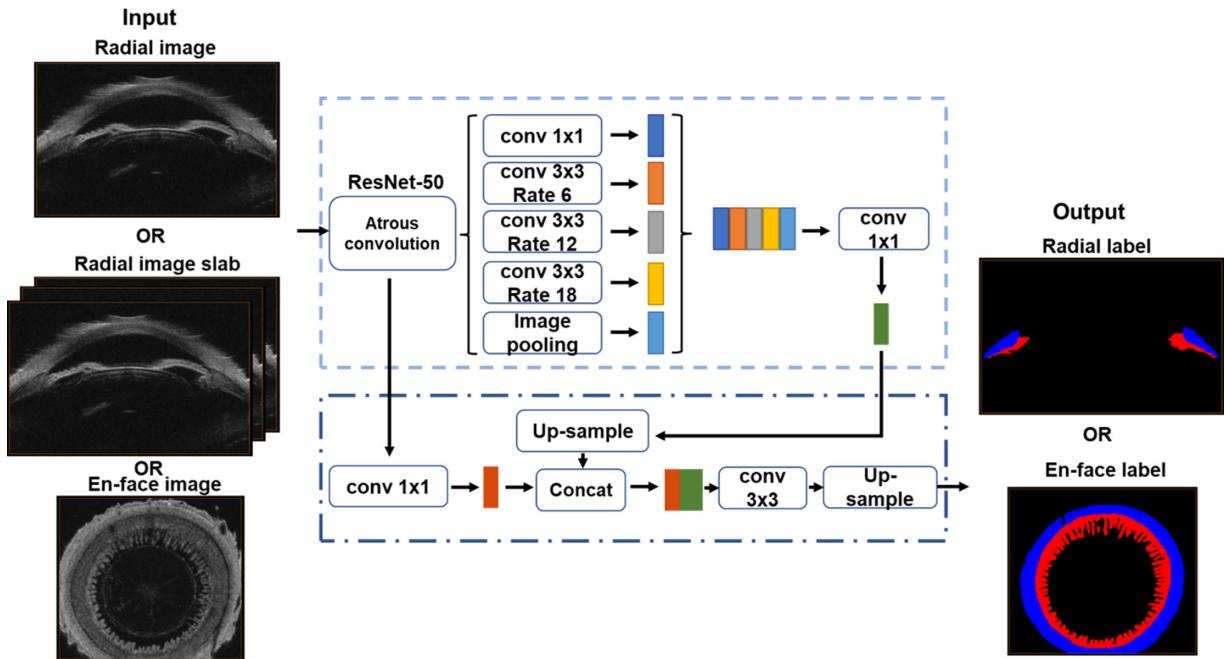 Input
Radial image
OR
Radial image slab
OR
En-face image
ResNet-50
Atrous
convolution
conv 1x1
conv 3x3
Rate 6
conv 3x3
Rate 12
conv 3x3
Rate 18
Image
pooling
conv
1x1
Up-sample
conv 1x1
Concat
conv
3x3
Up-
sample
Output
Radial label
OR
En-face label